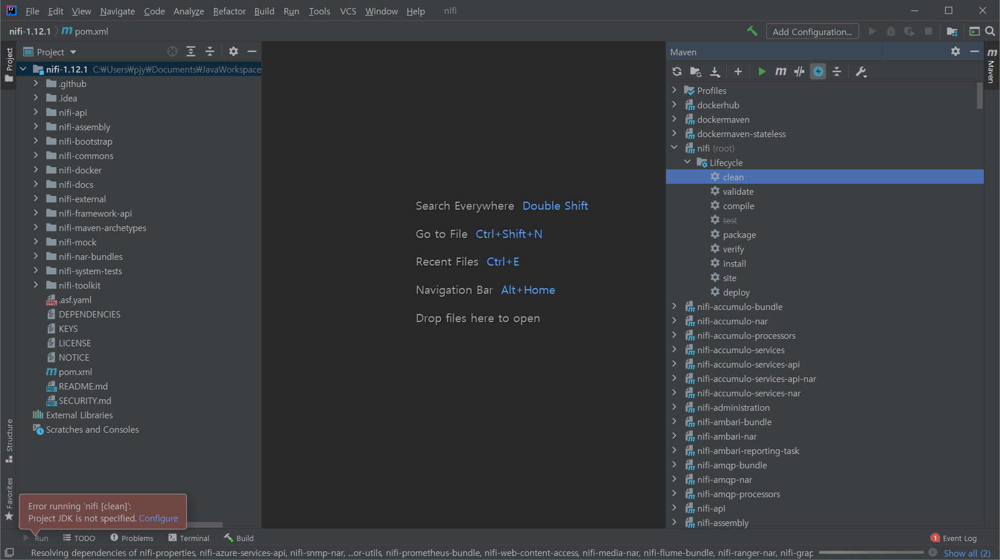 File Edit View Navigate Code Analyze Refactor Build Run Tools VCS Window Help nifi
nifi-1.12.1 pom.xml
Add Configuration...
Project
Project
nifi-1.12.1 C:₩Users₩pjy₩Documents₩JavaWorkspace
.github
.idea
nifi-api
nifi-assembly
nifi-bootstrap
nifi-commons
nifi-docker
nifi-docs
nifi-external
nifi-framework-api
nifi-maven-archetypes
nifi-mock
nifi-nar-bundles
nifi-system-tests
nifi-toolkit
.asf.yaml
DEPENDENCIES
KEYS
LICENSE
NOTICE
pom.xml
README.md
SECURITY.md
External Libraries
Scratches and Consoles
Structure
Favorites
Search Everywhere Double Shift
Go to File Ctrl+Shift+N
Recent Files Ctrl+E
Navigation Bar Alt+Home
Drop files here to open
Maven
Maven
Profiles
dockerhub
dockermaven
dockermaven-stateless
nifi (root)
Lifecycle
clean
validate
compile
test
package
verify
install
site
deploy
nifi-accumulo-bundle
nifi-accumulo-nar
nifi-accumulo-processors
nifi-accumulo-services
nifi-accumulo-services-api
nifi-accumulo-services-api-nar
nifi-accumulo-services-nar
nifi-administration
nifi-ambari-bundle
nifi-ambari-nar
nifi-ambari-reporting-task
nifi-amqp-bundle
nifi-amqp-nar
nifi-amqp-processors
nifi-api
nifi-assembly
Error running 'nifi [clean]':
Project JDK is not specified. Configure
Run TODO Problems Terminal Build
1 Event Log
Resolving dependencies of nifi-properties, nifi-azure-services-api, nifi-snmp-nar, ...or-utils, nifi-prometheus-bundle, nifi-web-content-access, nifi-media-nar, nifi-flume-bundle, nifi-ranger-nar, nifi-grap
Show all (2)